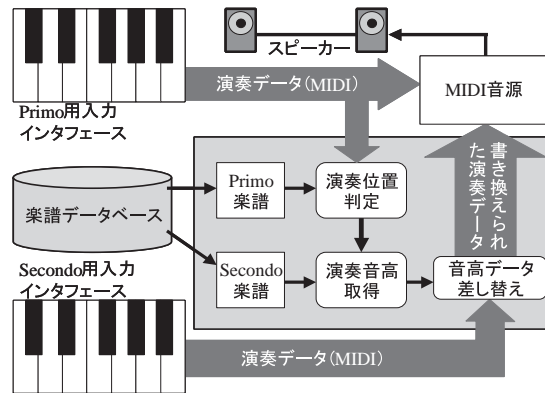 スピーカー
演奏データ(MIDI)
MIDI音源
Primo用入力
インタフェース
書き換えられ
た演奏データ
Primo
楽譜
演奏位置
判定
楽譜データベース
Secondo用入力
インタフェース
Secondo
楽譜
演奏音高
取得
音高データ
差し替え
演奏データ(MIDI)